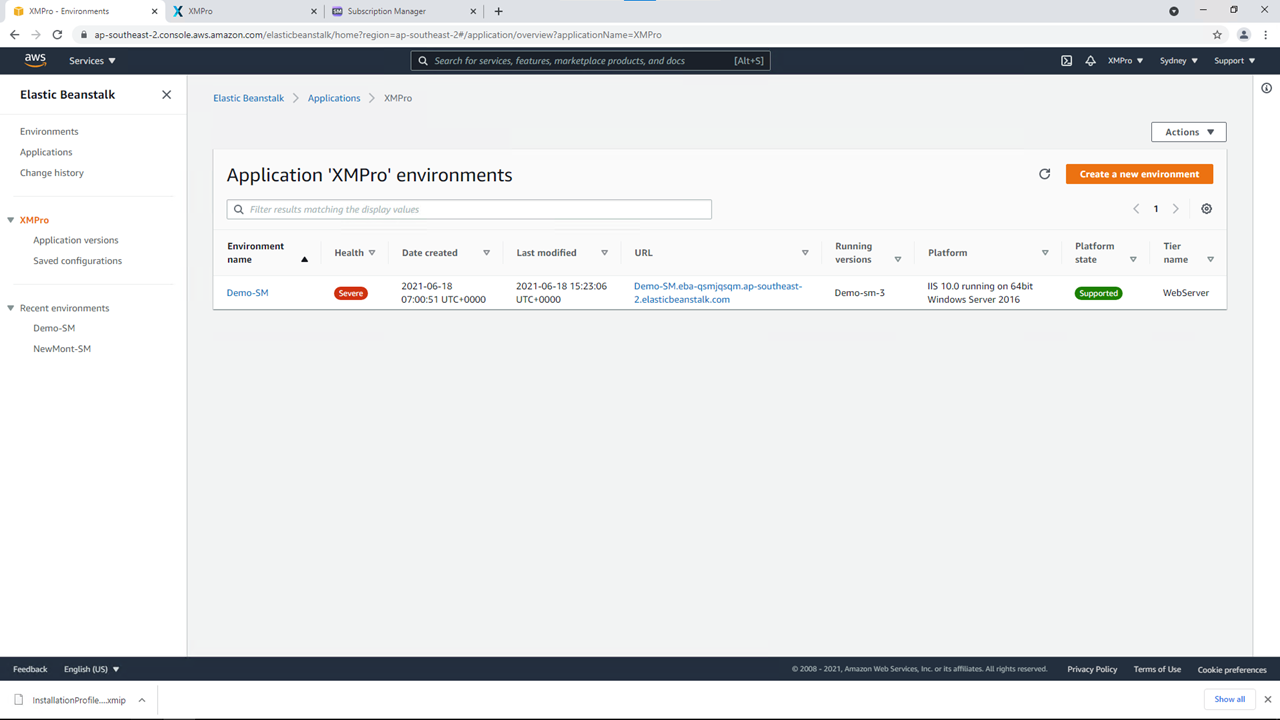 XMPro - Environments
XMPro
Subscription Manager
ap-southeast-2.console.aws.amazon.com/elasticbeanstalk/home?region=ap-southeast-2#/application/overview?applicationName=XMPro
aws
Services
Search for services, features, marketplace products, and docs
[Alt+S]
XMPro
Sydney
Support
Elastic Beanstalk
Environments
Applications
Change history
XMPro
Application versions
Saved configurations
Recent environments
Demo-SM
NewMont-SM
Elastic Beanstalk
Applications
XMPro
Actions
Application 'XMPro' environments
Create a new environment
Filter results matching the display values
1
Environment
name
Health
Date created
Last modified
URL
Running
versions
Platform
Platform
state
Tier
name
Demo-SM
Severe
2021-06-18
07:00:51 UTC+0000
2021-06-18 15:23:06
UTC+0000
Demo-SM.eba-qsmjqsqm.ap-southeast-
2.elasticbeanstalk.com
Demo-sm-3
IIS 10.0 running on 64bit
Windows Server 2016
Supported
WebServer
Feedback
English (US)
© 2008 - 2021, Amazon Web Services, Inc. or its affiliates. All rights reserved.
Privacy Policy
Terms of Use
Cookie preferences
InstallationProfile....xmip
Show all